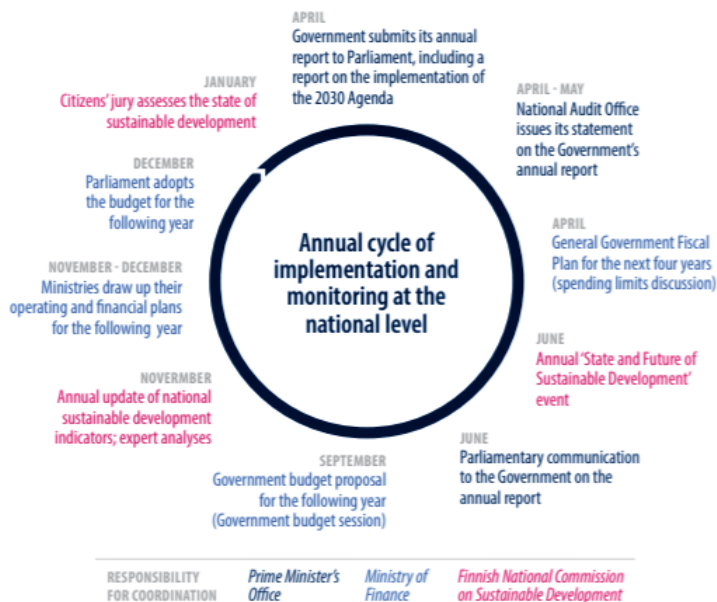 APRIL
Government submits its annual
report to Parliament, including a
report on the implementation of
the 2030 Agenda
APRIL - MAY
National Audit Office
issues its statement
on the Government's
annual report
APRIL
General Government Fiscal
Plan for the next four years
(spending limits discussion)
JUNE
Annual 'State and Future of
Sustainable Development'
event
JUNE
Parliamentary communication
to the Government on the
annual report
SEPTEMBER
Government budget proposal
for the following year
(Government budget session)
NOVERMBER
Annual update of national
sustainable development
indicators; expert analyses
NOVEMBER - DECEMBER
Ministries draw up their
operating and financial plans
for the following year
DECEMBER
Parliament adopts
the budget for the
following year
JANUARY
Citizens' jury assesses the state of
sustainable development
Annual cycle of
implementation and
monitoring at the
national level
RESPONSIBILITY
FOR COORDINATION
Prime Minister's
Office
Ministry of
Finance
Finnish National Commission
on Sustainable Development